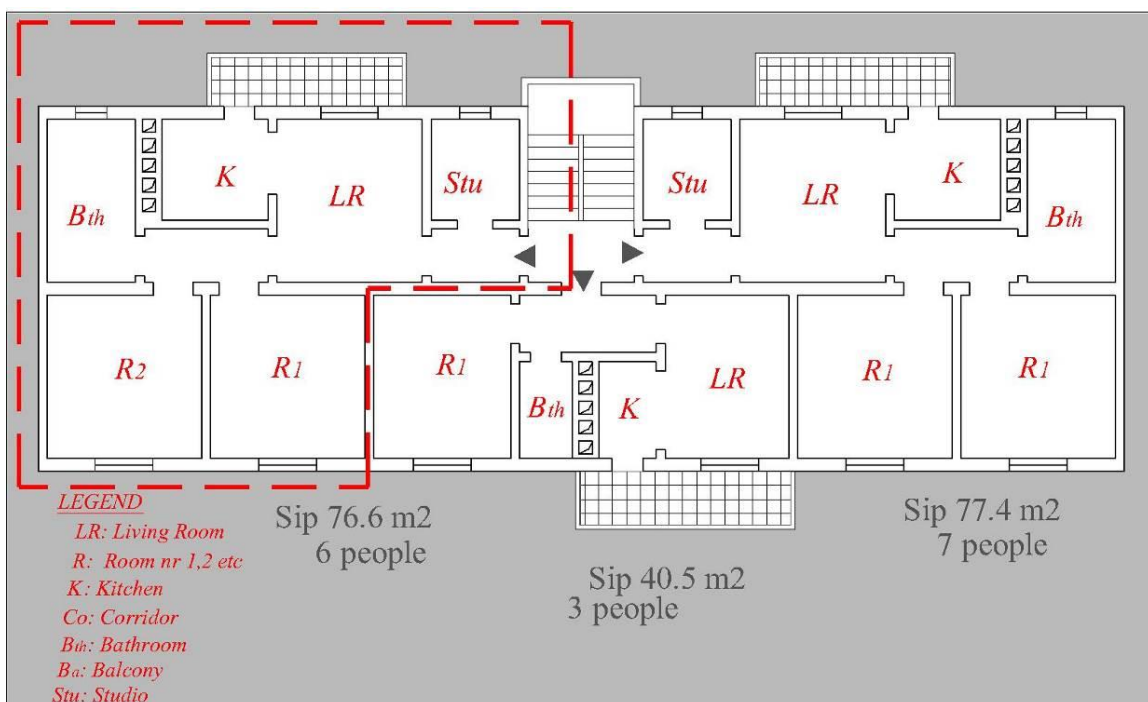 K
LR
Stu
Stu
LR
K
Bth
Bth
R2
R1
R1
Bth
K
LR
R1
R1
LEGEND
LR: Living Room
R: Room nr 1,2 etc
K: Kitchen
Co: Corridor
Bth: Bathroom
Ba: Balcony
Stu: Studio
Sip 76.6 m2
6 people
Sip 40.5 m2
3 people
Sip 77.4 m2
7 people